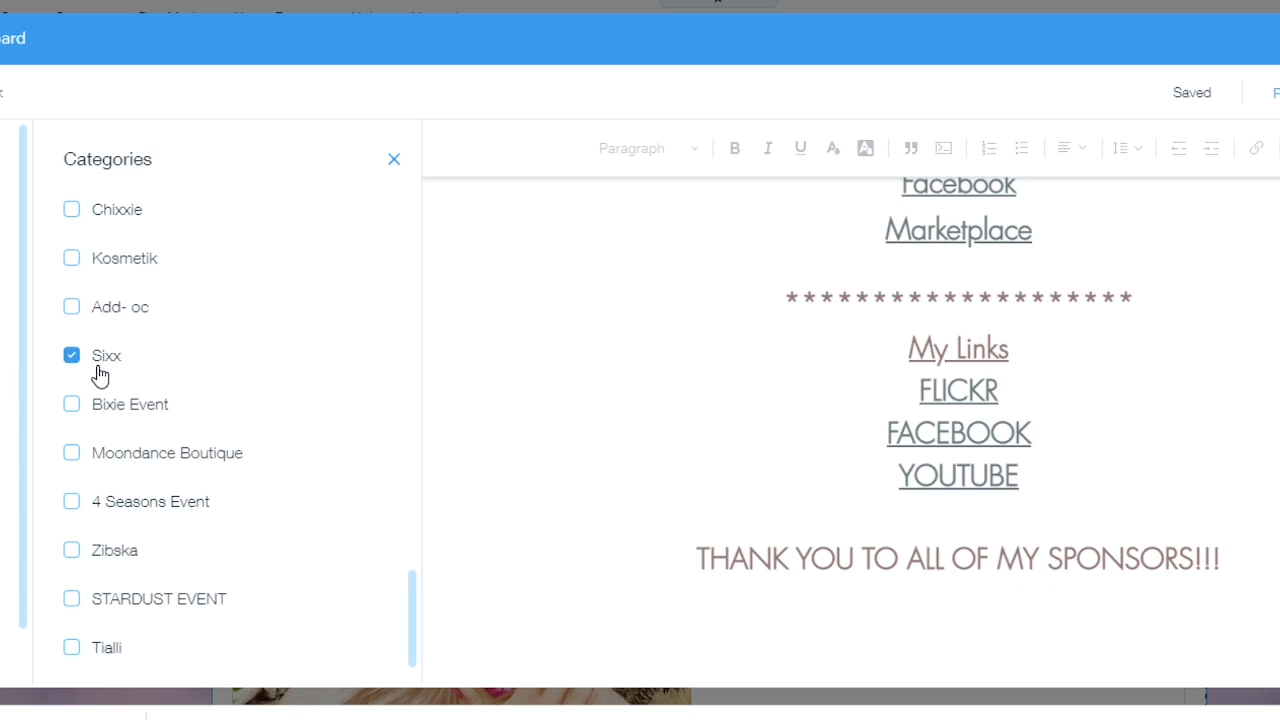 ard
Saved
Categories
Paragraph
B I U A A
Chixxie
Kosmetik
Add- oc
Sixx
Bixie Event
Moondance Boutique
4 Seasons Event
Zibska
STARDUST EVENT
Tialli
Facebook
Marketplace
* * * * * * * * * * * * * * * * * * * *
My Links
FLICKR
FACEBOOK
YOUTUBE
THANK YOU TO ALL OF MY SPONSORS!!!